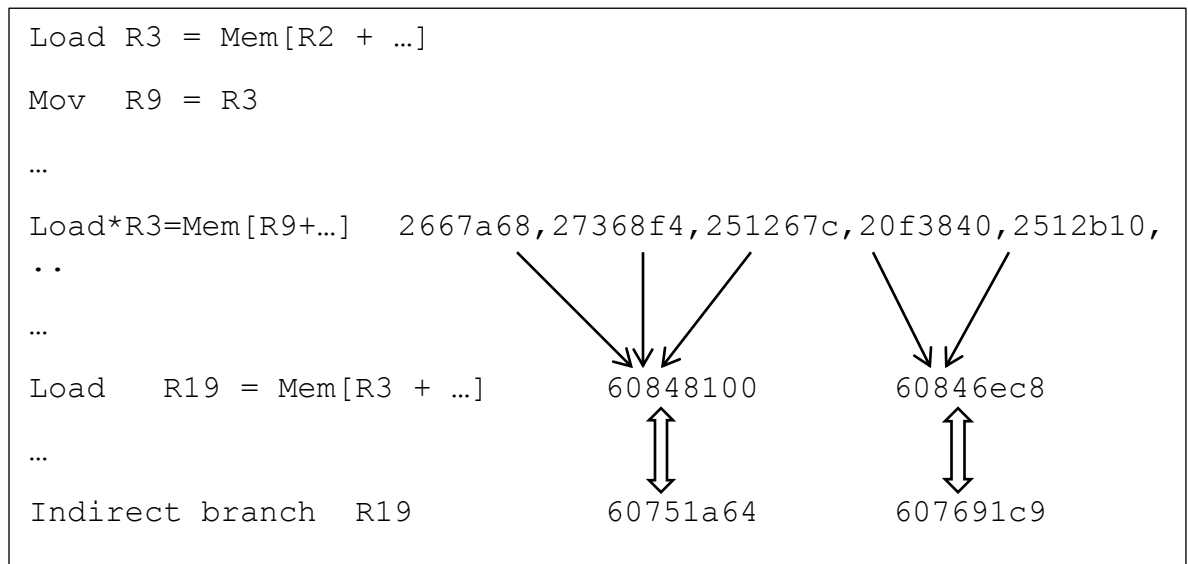 Load R3 = Mem[R2 + …]
Mov R9 = R3
…
Load*R3=Mem[R9+…] 2667a68,27368f4,251267c,20f3840,2512b10,
..
…
Load R19 = Mem[R3 + …] 60848100 60846ec8
…
Indirect branch R19 60751a64 607691c9